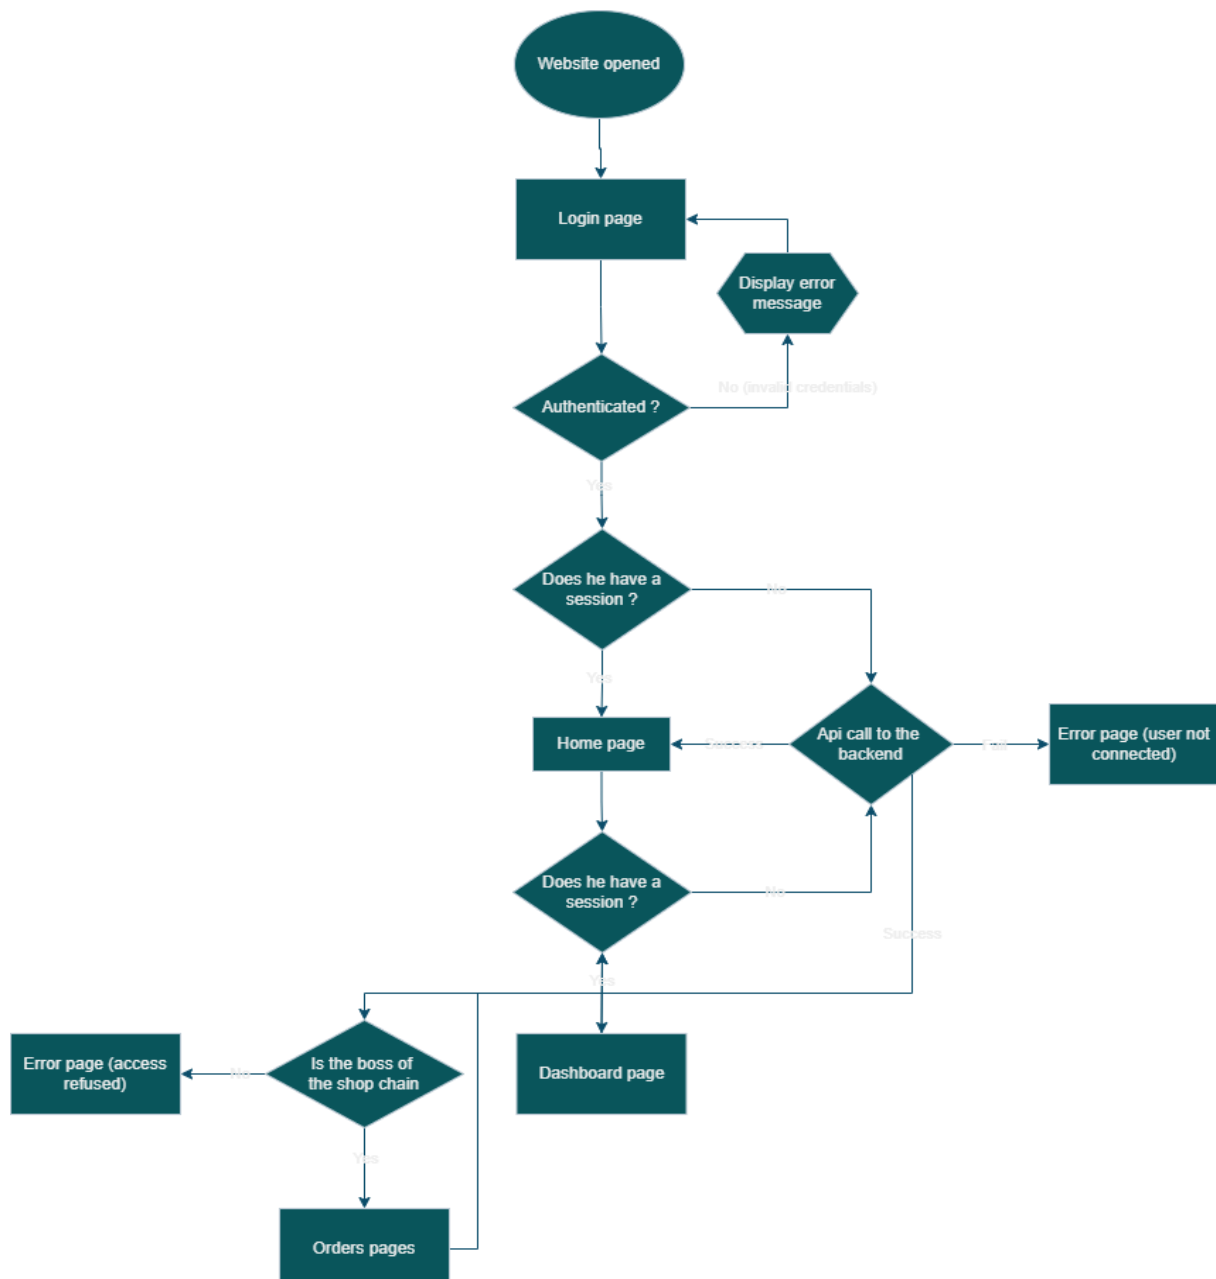 Website opened
Login page
Display error
message
No (invalid credentials)
Authenticated ?
Yes
Does he have a
session ?
No
Yes
Home page
Success
Api call to the
backend
Fail
Error page (user not
connected)
Does he have a
session ?
No
Success
Yes
Error page (access
refused)
No
Is the boss of
the shop chain
Dashboard page
Yes
Orders pages